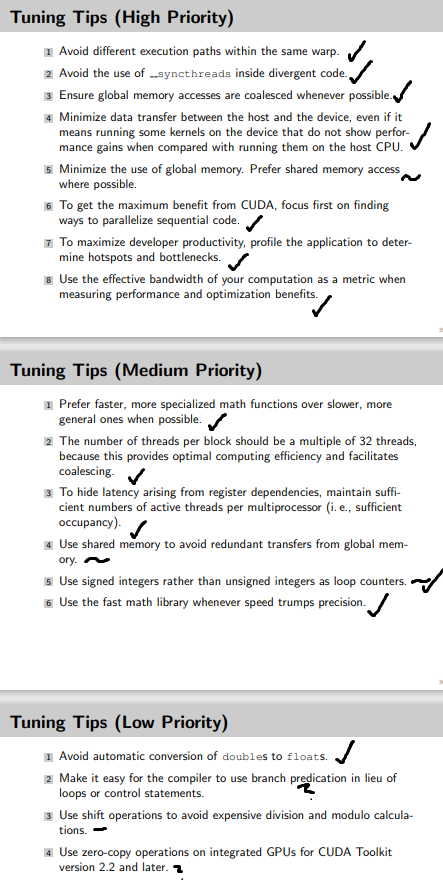 Tuning Tips (High Priority)
1 Avoid different execution paths within the same warp.
2 Avoid the use of __syncthreads inside divergent code.
3 Ensure global memory accesses are coalesced whenever possible.
4 Minimize data transfer between the host and the device, even if it
means running some kernels on the device that do not show perfor-
mance gains when compared with running them on the host CPU.
5 Minimize the use of global memory. Prefer shared memory access
where possible.
6 To get the maximum benefit from CUDA, focus first on finding
ways to parallelize sequential code.
7 To maximize developer productivity, profile the application to deter-
mine hotspots and bottlenecks.
8 Use the effective bandwidth of your computation as a metric when
measuring performance and optimization benefits.
Tuning Tips (Medium Priority)
1 Prefer faster, more specialized math functions over slower, more
general ones when possible.
2 The number of threads per block should be a multiple of 32 threads,
because this provides optimal computing efficiency and facilitates
coalescing.
3 To hide latency arising from register dependencies, maintain suffi-
cient numbers of active threads per multiprocessor (i. e., sufficient
occupancy).
4 Use shared memory to avoid redundant transfers from global mem-
ory.
5 Use signed integers rather than unsigned integers as loop counters.
6 Use the fast math library whenever speed trumps precision.
Tuning Tips (Low Priority)
1 Avoid automatic conversion of doubles to floats.
2 Make it easy for the compiler to use branch predication in lieu of
loops or control statements.
3 Use shift operations to avoid expensive division and modulo calcula-
tions.
4 Use zero-copy operations on integrated GPUs for CUDA Toolkit
version 2.2 and later.